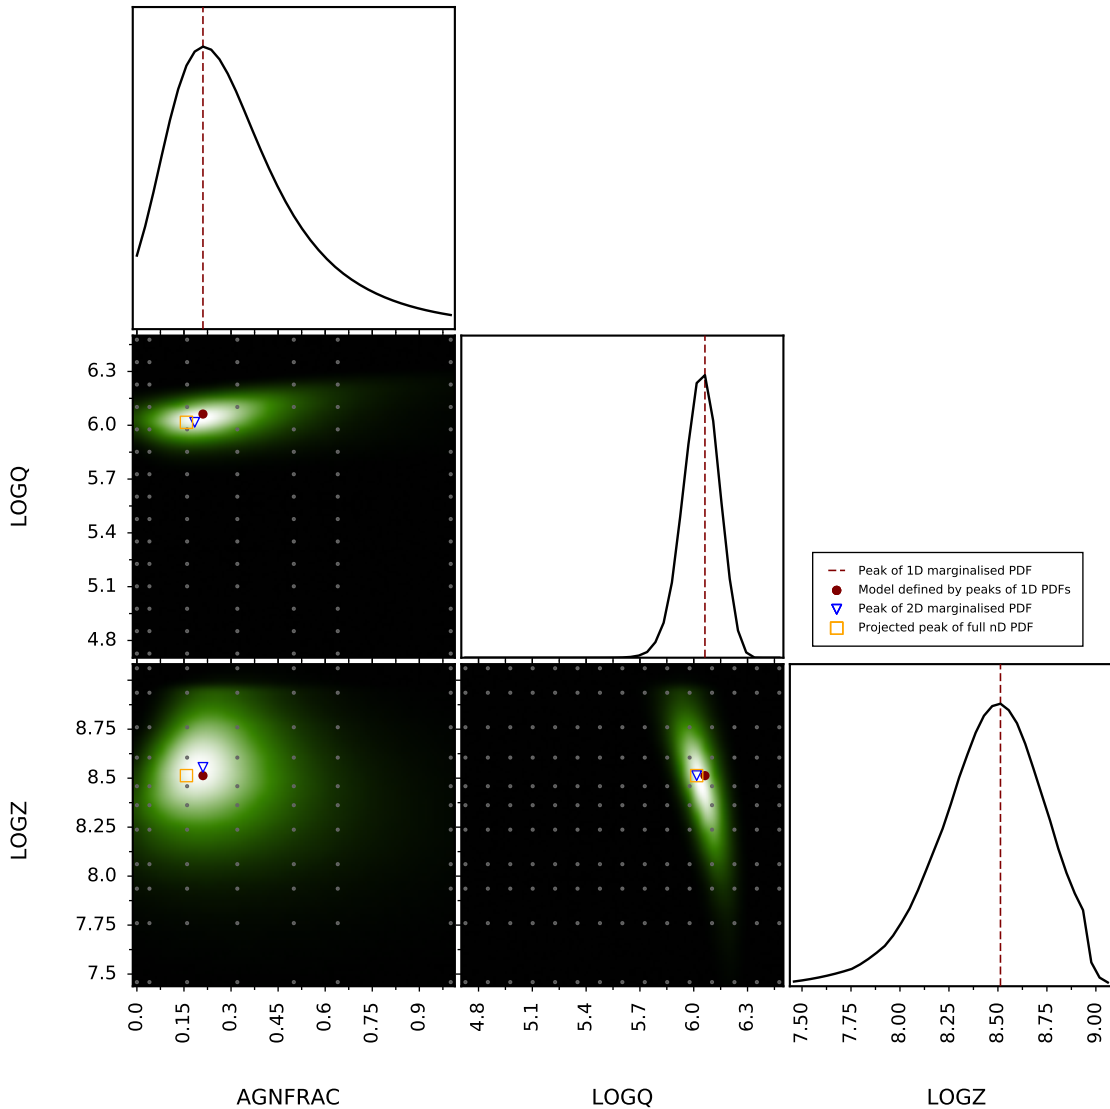 6.3
6.0
5.7
5.4
5.1
4.8
LOGQ
Peak of 1D marginalised PDF
Model defined by peaks of 1D PDFs
Peak of 2D marginalised PDF
Projected peak of full nD PDF
8.75
8.5
8.25
8.0
7.75
7.5
LOGZ
0.0 0.15 0.3 0.45 0.6 0.75 0.9
4.8 5.1 5.4 5.7 6.0 6.3
7.50 7.75 8.00 8.25 8.50 8.75 9.00
AGNFRAC LOGQ LOGZ